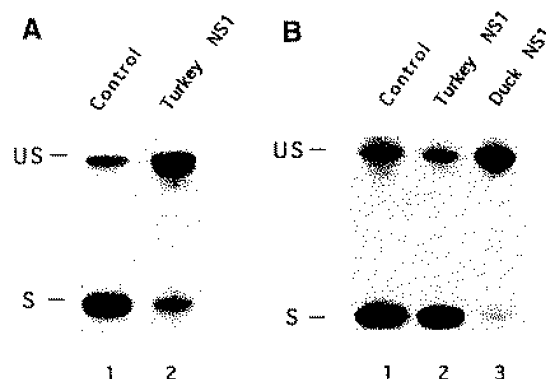 A
B
Control
Turkey NS1
Control
Turkey NS1
Duck NS1
US —
US —
S —
S —
1 2
1 2 3